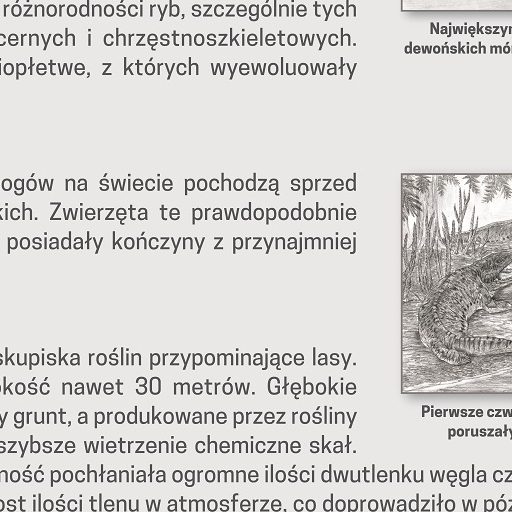 różnorodności ryb, szczególnie tych
cernych i chrzęstnoszkieletowych.
iopłetwe, z których wyewoluowały
Największym
dewońskich mór
ogów na świecie pochodzą sprzed
kich. Zwierzęta te prawdopodobnie
posiadały kończyny z przynajmniej
skupiska roślin przypominające lasy.
okość nawet 30 metrów. Głębokie
y grunt, a produkowane przez rośliny
szybsze wietrzenie chemiczne skał.
Pierwsze czw
poruszały
ność pochłaniała ogromne ilości dwutlenku węgla cz
ost ilości tlenu w atmosferze, co doprowadziło w póź